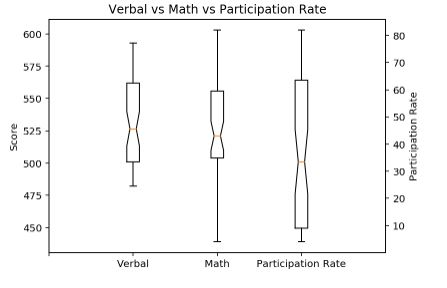 Verbal vs Math vs Participation Rate
600
575
550
525
500
475
450
Score
80
70
60
50
40
30
20
10
Participation Rate
Verbal
Math
Participation Rate